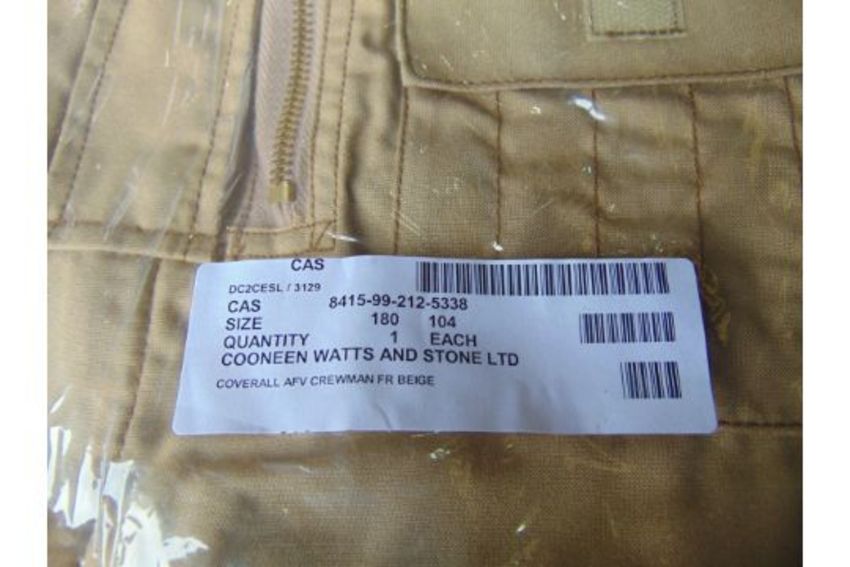 CAS
DC2CESL / 3129
CAS 8415-99-212-5338
SIZE 180 104
QUANTITY 1 EACH
COONEEN WATTS AND STONE LTD
COVERALL AFV CREWMAN FR BEIGE